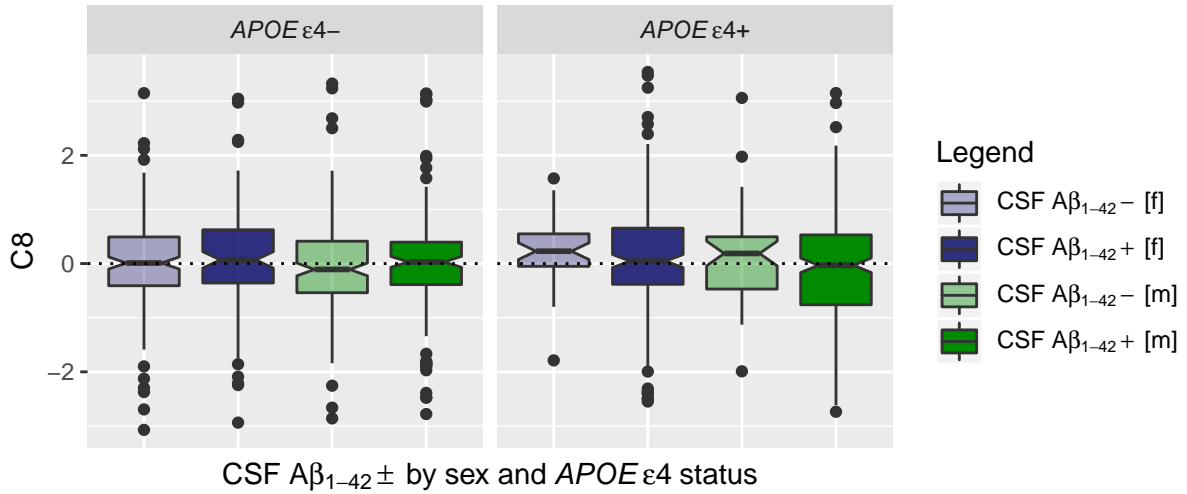 APOE ε4−
APOE ε4+
2
0
−2
C8
CSF Aβ1−42 ± by sex and APOE ε4 status
Legend
CSF Aβ1−42 − [f]
CSF Aβ1−42 + [f]
CSF Aβ1−42 − [m]
CSF Aβ1−42 + [m]